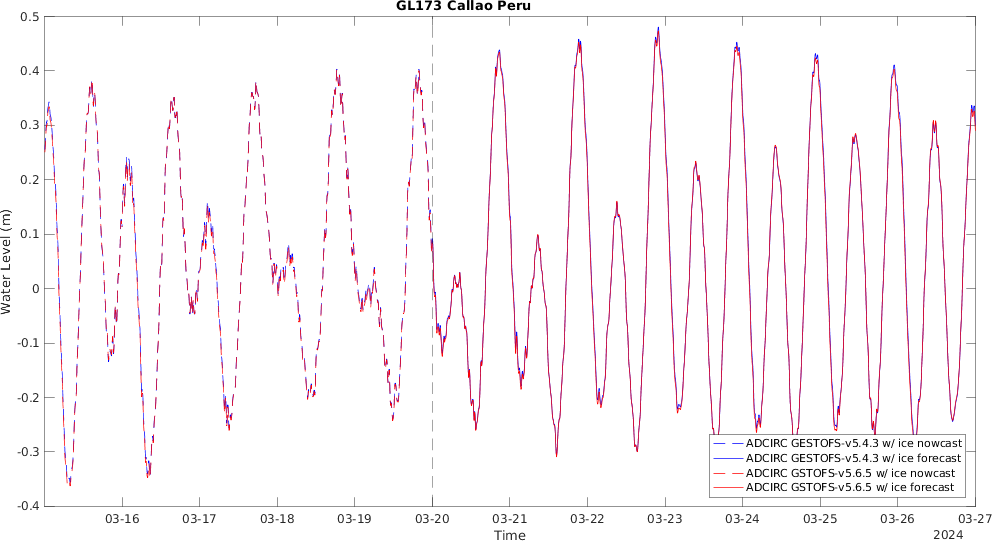 GL173 Callao Peru
0.5
0.4
0.3
0.2
0.1
0
-0.1
-0.2
-0.3
-0.4
Water Level (m)
ADCIRC GESTOFS-v5.4.3 w/ ice nowcast
ADCIRC GESTOFS-v5.4.3 w/ ice forecast
ADCIRC GSTOFS-v5.6.5 w/ ice nowcast
ADCIRC GSTOFS-v5.6.5 w/ ice forecast
03-16 03-17 03-18 03-19 03-20 03-21 03-22 03-23 03-24 03-25 03-26 03-27
Time
2024